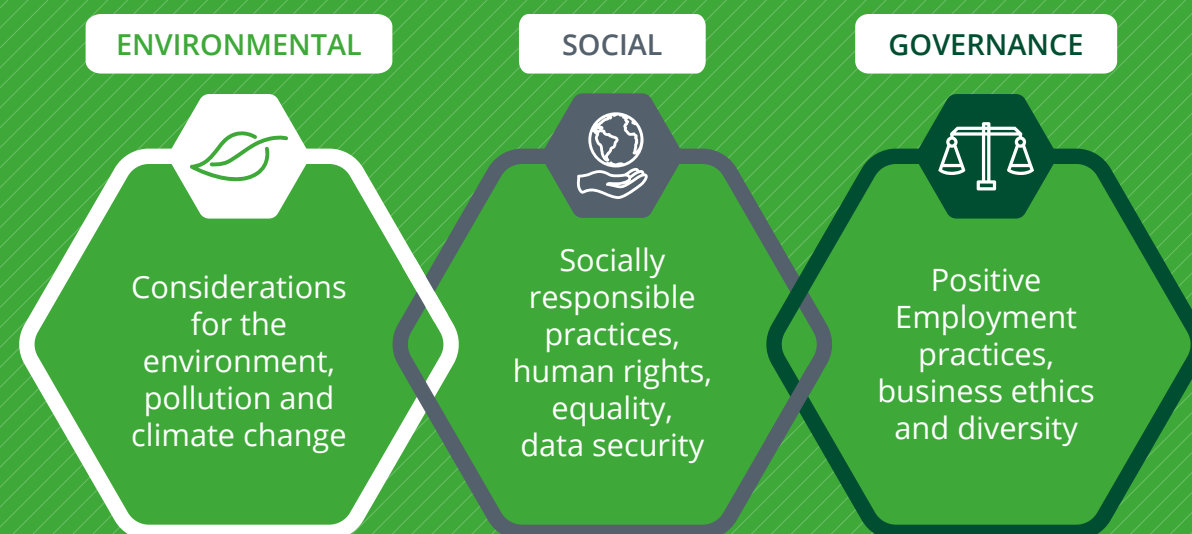 ENVIRONMENTAL
SOCIAL
GOVERNANCE
Considerations
for the
environment,
pollution and
climate change
Socially
responsible
practices,
human rights,
equality,
data security
Positive
Employment
practices,
business ethics
and diversity